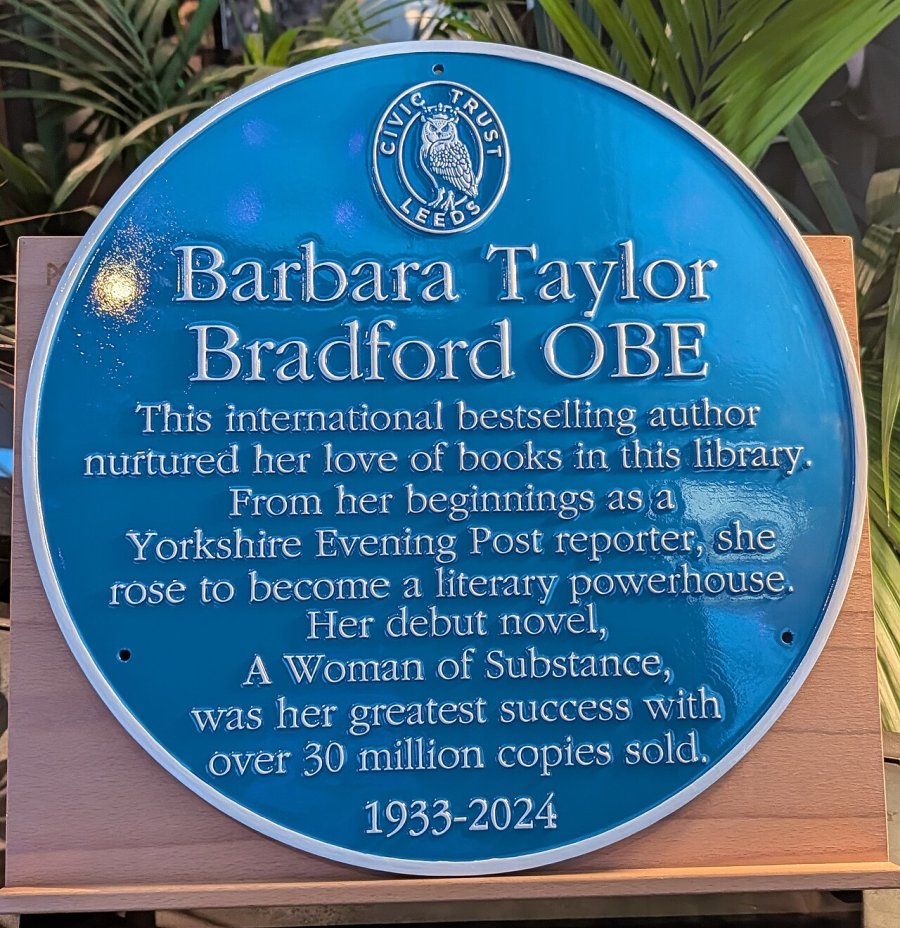 CIVIC TRUST
LEEDS
Barbara Taylor
Bradford OBE
This international bestselling author
nurtured her love of books in this library.
From her beginnings as a
Yorkshire Evening Post reporter, she
rose to become a literary powerhouse.
Her debut novel,
A Woman of Substance,
was her greatest success with
over 30 million copies sold.
1933-2024